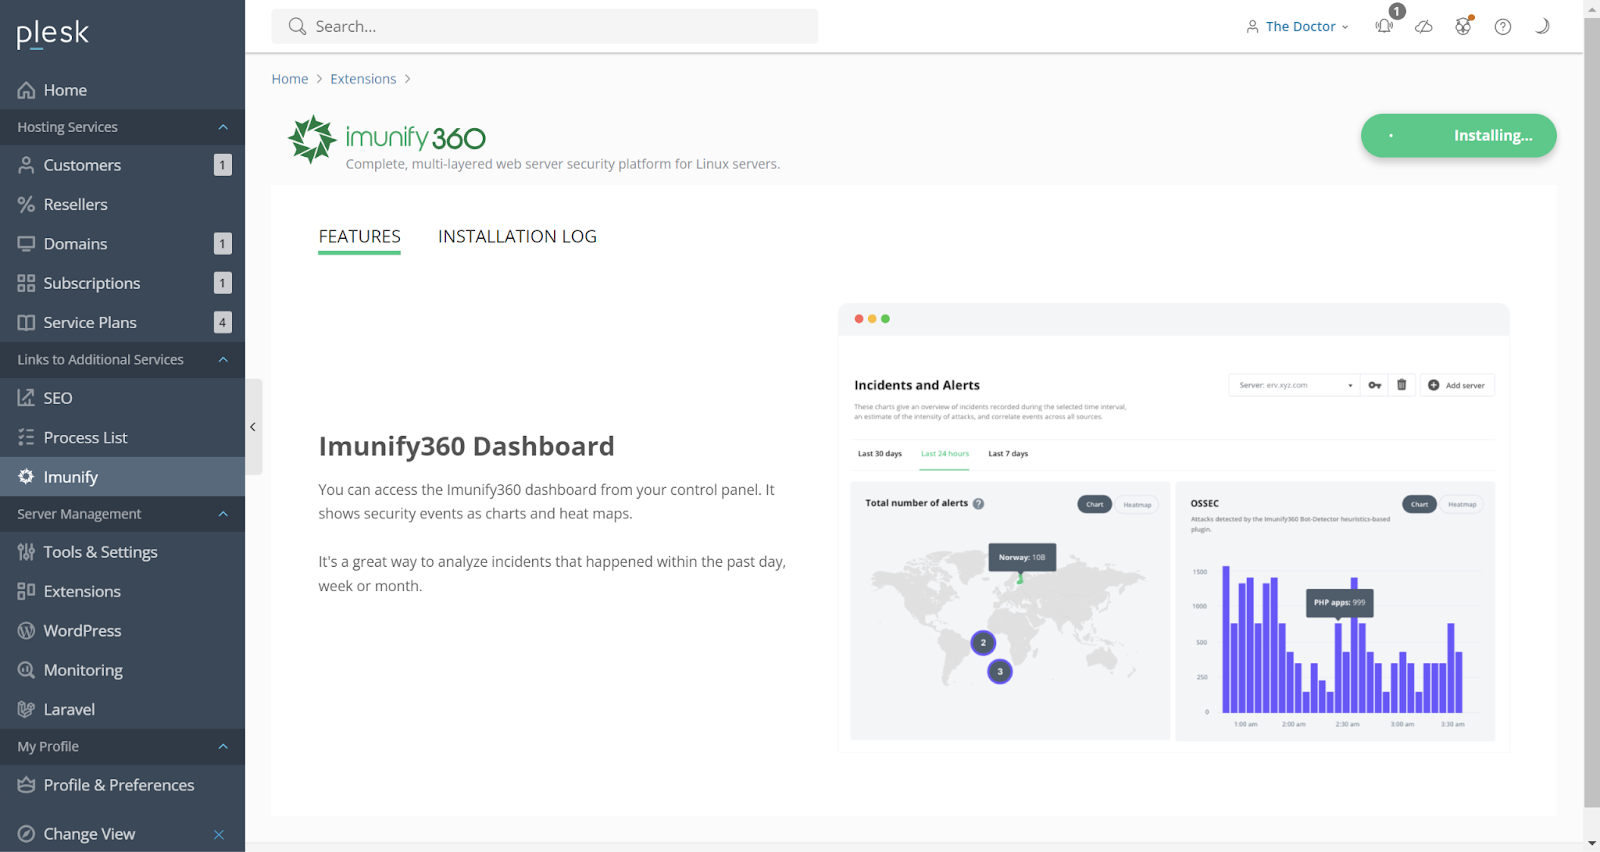 plesk
Search...
1
The Doctor
Home
Home > Extensions >
Hosting Services
imunify 360
Installing...
Complete, multi-layered web server security platform for Linux servers.
Customers 1
Resellers
Domains 1
Subscriptions 1
Service Plans 4
Links to Additional Services
SEO
Process List
Imunify
Server Management
Tools & Settings
Extensions
WordPress
Monitoring
Laravel
My Profile
Profile & Preferences
Change View
FEATURES
INSTALLATION LOG
Imunify360 Dashboard
You can access the Imunify360 dashboard from your control panel. It
shows security events as charts and heat maps.
It's a great way to analyze incidents that happened within the past day,
week or month.
Incidents and Alerts
Server: erv.xyz.com
Add server
These charts give an overview of incidents recorded during the selected time interval,
an estimate of the intensity of attacks, and correlate events across all sources.
Last 30 days
Last 24 hours
Last 7 days
Total number of alerts ?
Chart
Heatmap
Norway: 10B
2
3
OSSEC
Chart
Heatmap
Attacks detected by the Imunify360 Bot-Detector heuristics-based
plugin.
1500
1000
500
250
0
PHP apps: 999
1:00 am
2:00 am
2:30 am
3:00 am
3:30 am